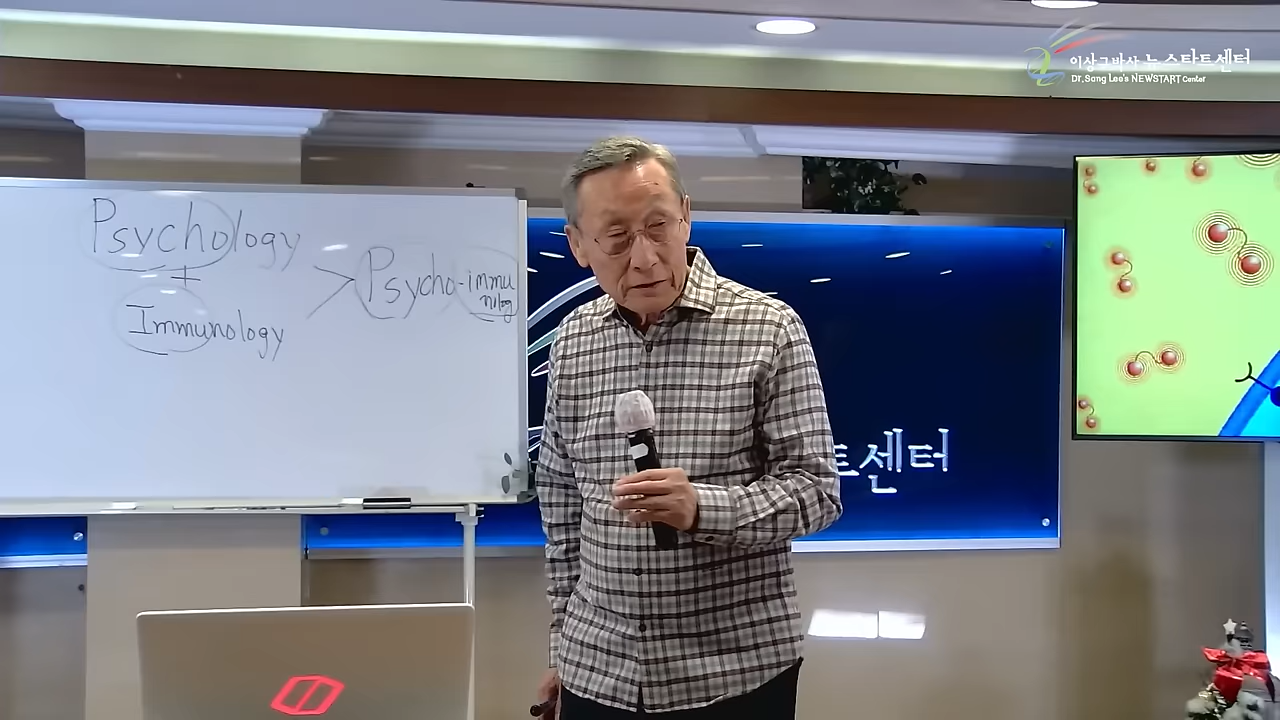 이상구박사 뉴스타트센터
Dr. Sang Lee's NEWSTART Center
Psychology
+
Immunology
> Psycho-immu
nolog
트센터